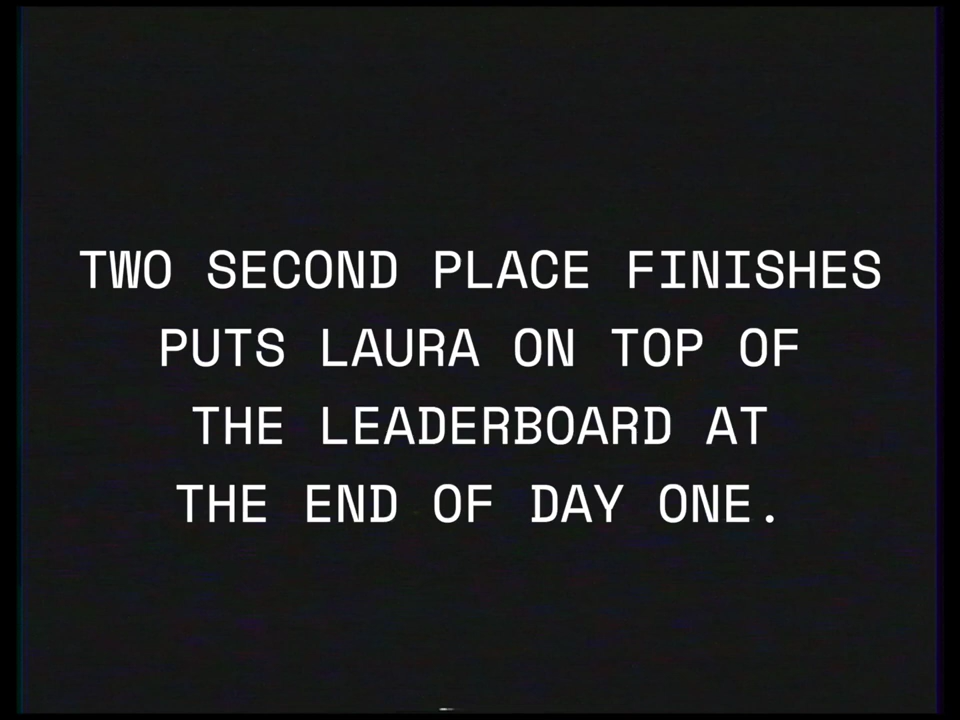 TWO SECOND PLACE FINISHES
PUTS LAURA ON TOP OF
THE LEADERBOARD AT
THE END OF DAY ONE.